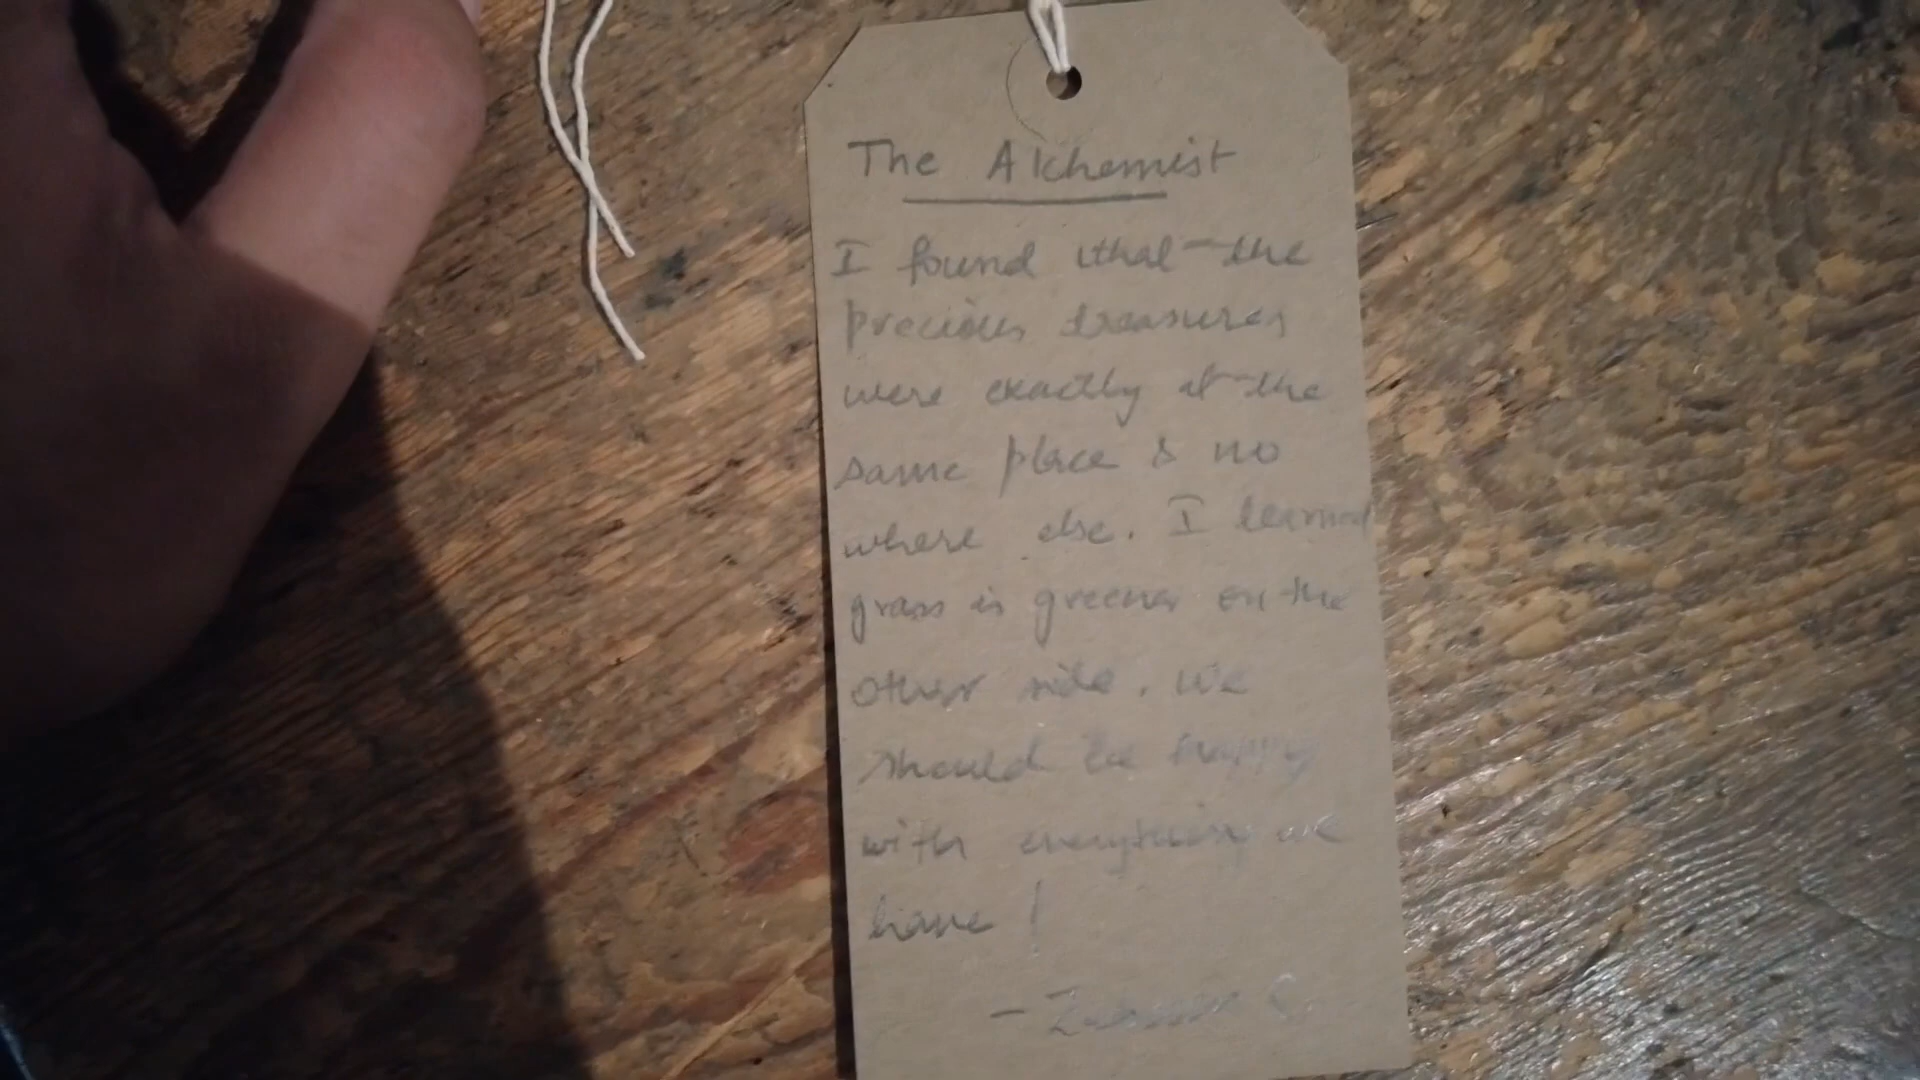 The Alchemist
I found that the
precious treasures
were exactly at the
same place & no
where else. I learned
grass is greener on the
other side. We
should be happy
with everything we
have!